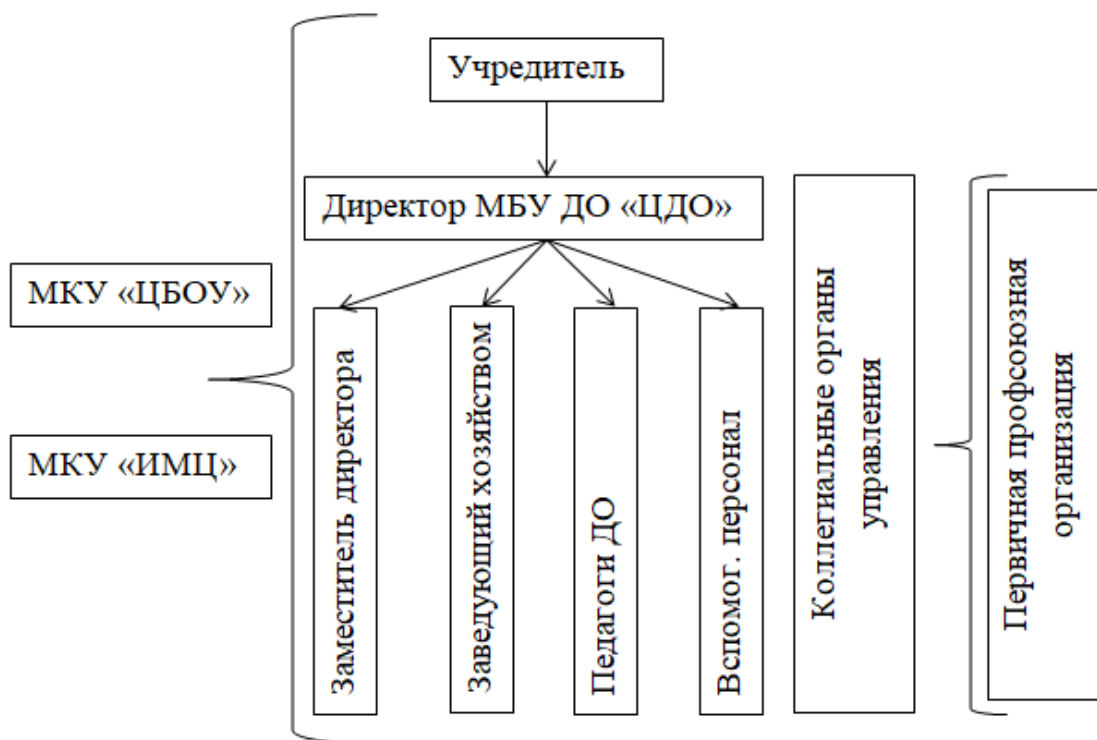 Учредитель
Директор МБУ ДО «ЦДО»
МКУ «ЦБОУ»
МКУ «ИМЦ»
Заместитель директора
Заведующий хозяйством
Педагоги ДО
Вспомог. персонал
Коллегиальные органы
управления
Первичная профсоюзная
организация